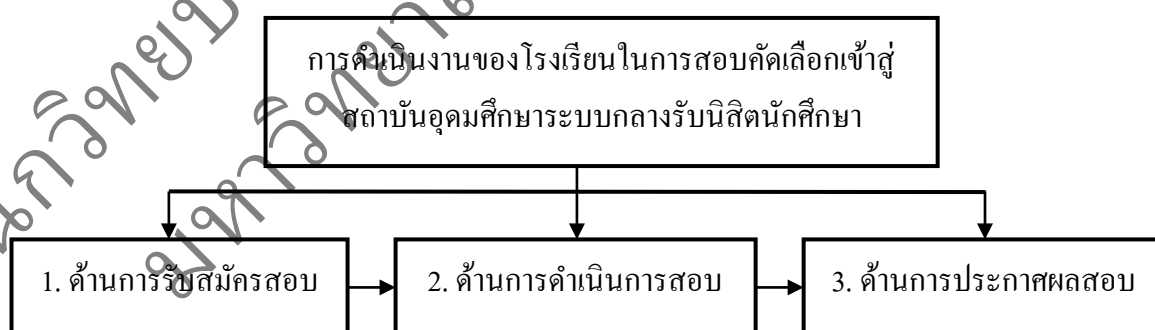 การดำเนินงานของโรงเรียนในการสอบคัดเลือกเข้าสู่
สถาบันอุดมศึกษาระบบกลางรับนิสิตนักศึกษา
1. ด้านการรับสมัครสอบ
2. ด้านการดำเนินการสอบ
3. ด้านการประกาศผลสอบ